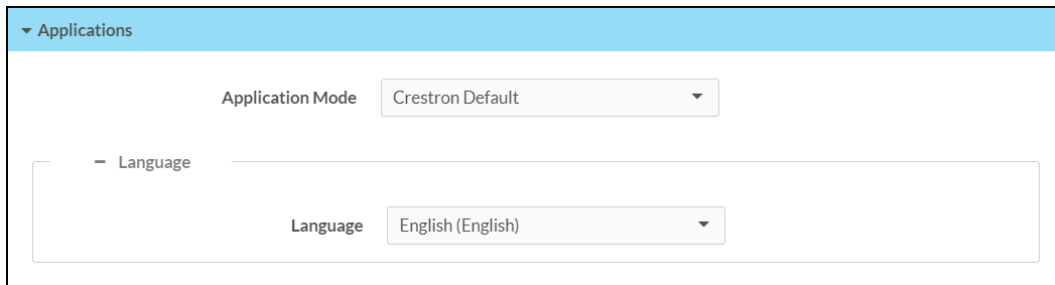 Applications
Application Mode Crestron Default
Language
Language English (English)